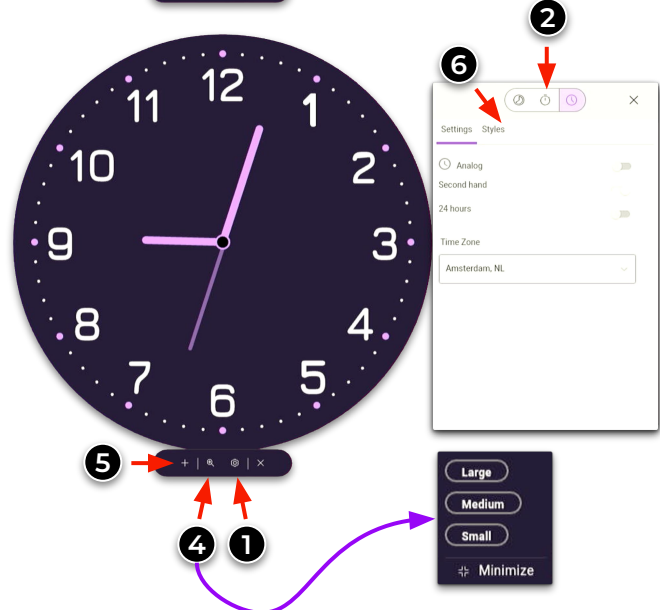 2
6
12
11
1
10
2
9
3
8
4
7
5
6
Settings Styles
Analog
Second hand
24 hours
Time Zone
Amsterdam, NL
5
4
1
Large
Medium
Small
Minimize